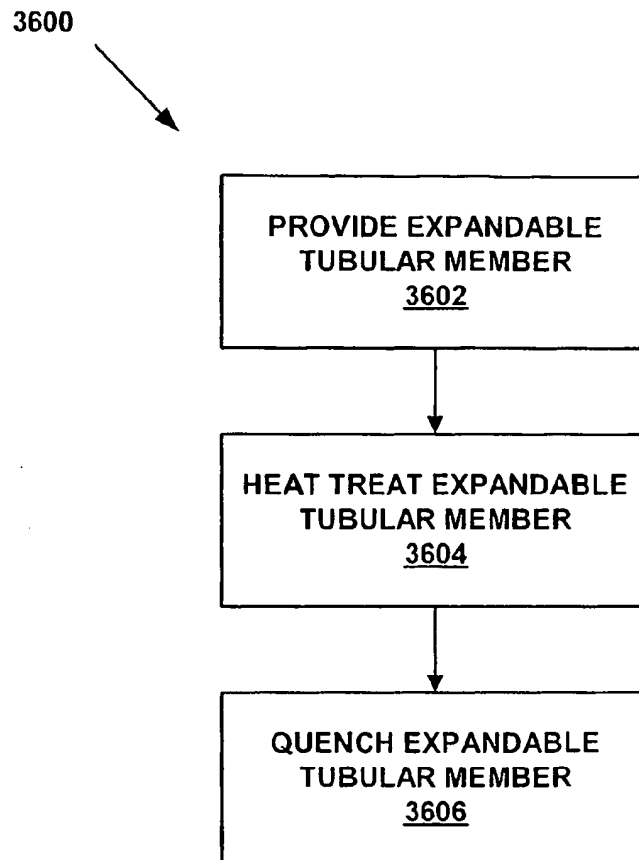 3600
PROVIDE EXPANDABLE
TUBULAR MEMBER
3602
HEAT TREAT EXPANDABLE
TUBULAR MEMBER
3604
QUENCH EXPANDABLE
TUBULAR MEMBER
3606